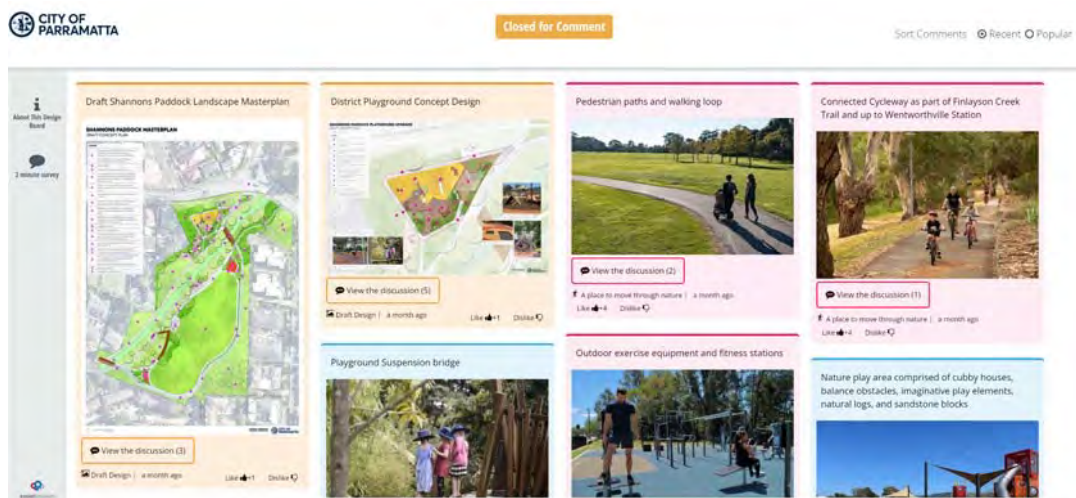 CITY OF
PARRAMATTA
Closed for Comment
Sort Comments Recent Popular
About This Design
Board
2 minute survey
Draft Shannons Paddock Landscape Masterplan
SHANNONS PADDOCK MASTERPLAN
DRAFT CONCEPT PLAN
View the discussion (3)
Draft Design | a month ago
Like +1 Dislike
District Playground Concept Design
View the discussion (5)
Draft Design | a month ago
Like +1 Dislike
Playground Suspension bridge
Pedestrian paths and walking loop
View the discussion (2)
A place to move through nature | a month ago
Like +4 Dislike
Outdoor exercise equipment and fitness stations
Connected Cycleway as part of Finlayson Creek
Trail and up to Wentworthville Station
View the discussion (1)
A place to move through nature | a month ago
Like +4 Dislike
Nature play area comprised of cubby houses,
balance obstacles, imaginative play elements,
natural logs, and sandstone blocks